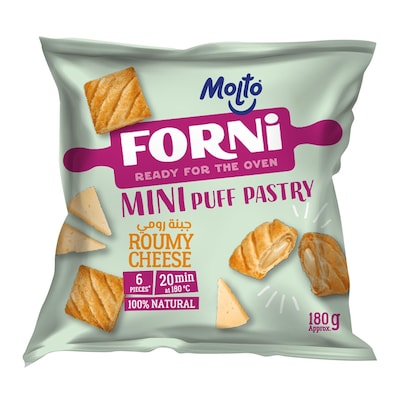 Molto
FORNi
READY FOR THE OVEN
MINI PUFF PASTRY
جبنة رومي
ROUMY
CHEESE
6 PIECES*
20 min
at 180 °C
100% NATURAL
180g
Approx.